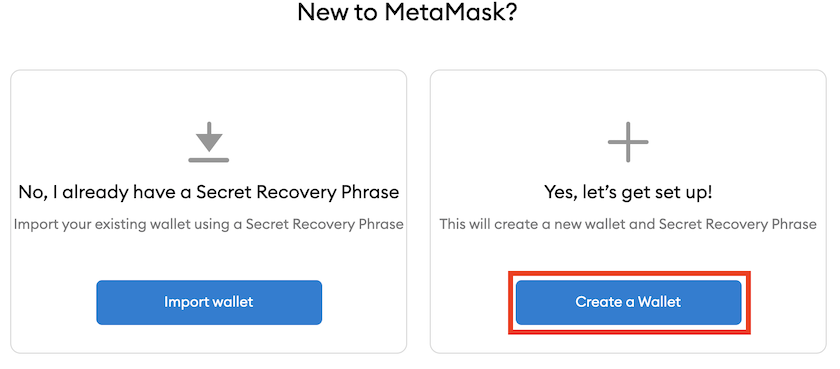 New to MetaMask?
No, I already have a Secret Recovery Phrase
Import your existing wallet using a Secret Recovery Phrase
Import wallet
Yes, let’s get set up!
This will create a new wallet and Secret Recovery Phrase
Create a Wallet